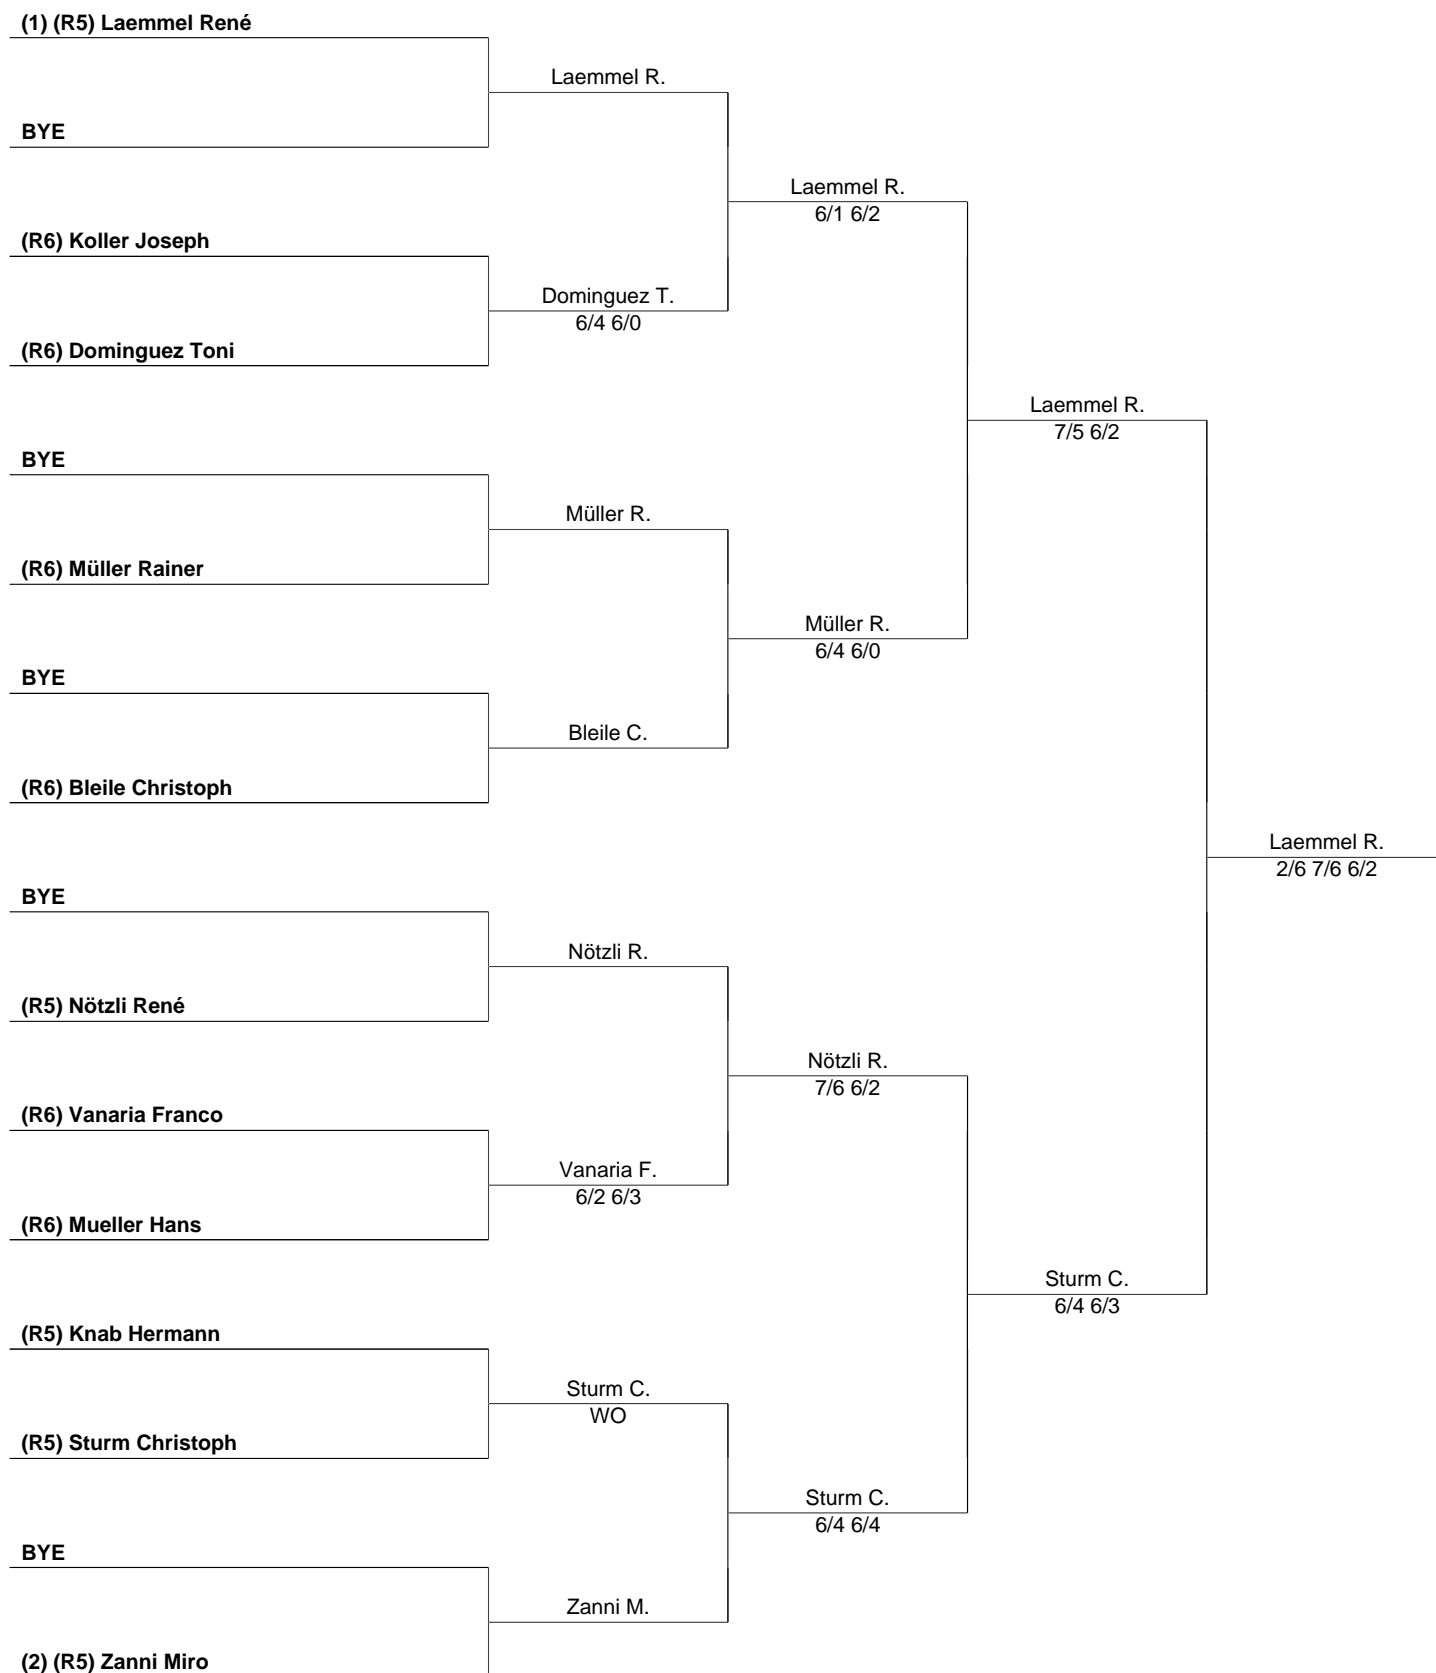 (1) (R5) Laemmel René
Laemmel R.
BYE
Laemmel R.
6/1 6/2
(R6) Koller Joseph
Dominguez T.
6/4 6/0
(R6) Dominguez Toni
Laemmel R.
7/5 6/2
BYE
Müller R.
(R6) Müller Rainer
Müller R.
6/4 6/0
BYE
Bleile C.
(R6) Bleile Christoph
Laemmel R.
2/6 7/6 6/2
BYE
Nötzli R.
(R5) Nötzli René
Nötzli R.
7/6 6/2
(R6) Vanaria Franco
Vanaria F.
6/2 6/3
(R6) Mueller Hans
Sturm C.
6/4 6/3
(R5) Knab Hermann
Sturm C.
WO
(R5) Sturm Christoph
Sturm C.
6/4 6/4
BYE
Zanni M.
(2) (R5) Zanni Miro